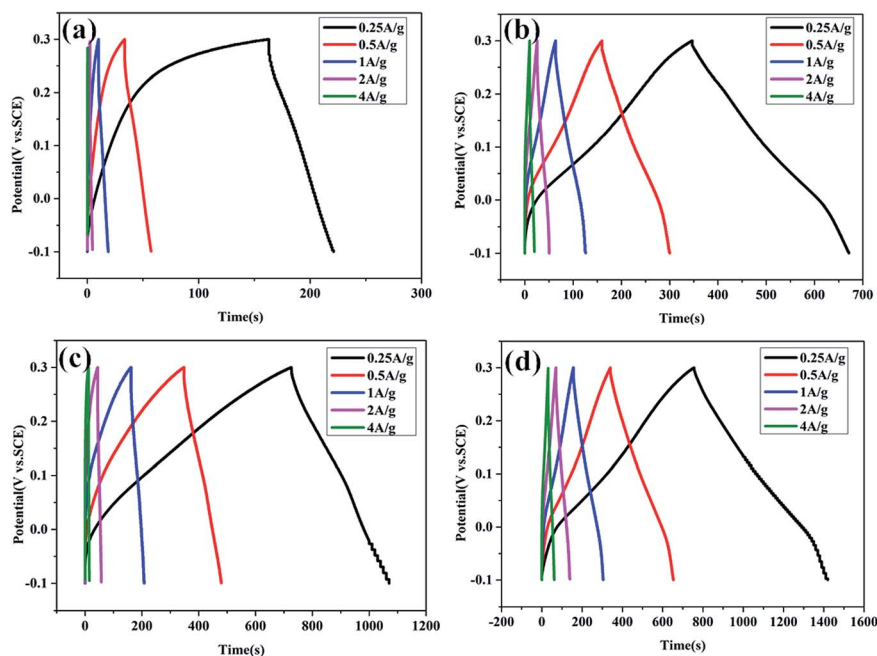 (a)
0.25A/g
0.5A/g
1A/g
2A/g
4A/g
0.3
0.2
0.1
0.0
-0.1
Potential(V vs.SCE)
0
100
200
300
Time(s)
(b)
0.25A/g
0.5A/g
1A/g
2A/g
4A/g
0.3
0.2
0.1
0.0
-0.1
Potential(V vs.SCE)
0
100
200
300
400
500
600
700
Time(s)
(c)
0.25A/g
0.5A/g
1A/g
2A/g
4A/g
0.3
0.2
0.1
0.0
-0.1
Potential(V vs.SCE)
0
200
400
600
800
1000
1200
Time(s)
(d)
0.25A/g
0.5A/g
1A/g
2A/g
4A/g
0.3
0.2
0.1
0.0
-0.1
Potential(V vs.SCE)
-200
0
200
400
600
800
1000
1200
1400
1600
Time(s)